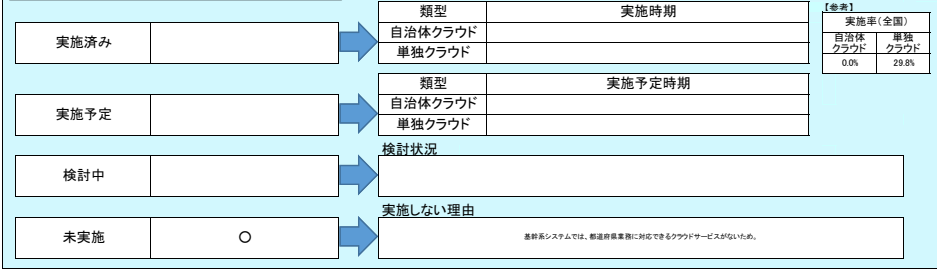 類型 実施時期
実施済み
自治体クラウド
単独クラウド
【参考】
実施率(全国)
自治体クラウド 単独クラウド
0.0% 29.8%
類型 実施予定時期
実施予定
自治体クラウド
単独クラウド
検討状況
検討中
実施しない理由
未実施 ○
基幹系システムでは、都道府県業務に対応できるクラウドサービスがないため。